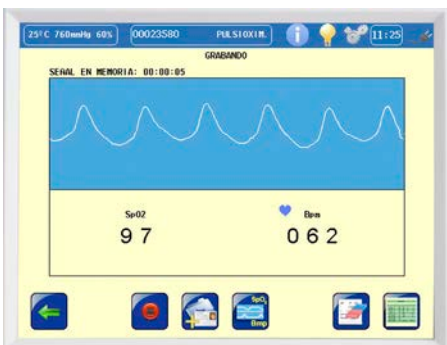 25ºC 760mmHg 60% 00023580 PULSIOXIM. i 11:25
GRABANDO
SEÑAL EN MEMORIA: 00:00:05
SpO2 Bpm
97 062
SpO₂
Bmp